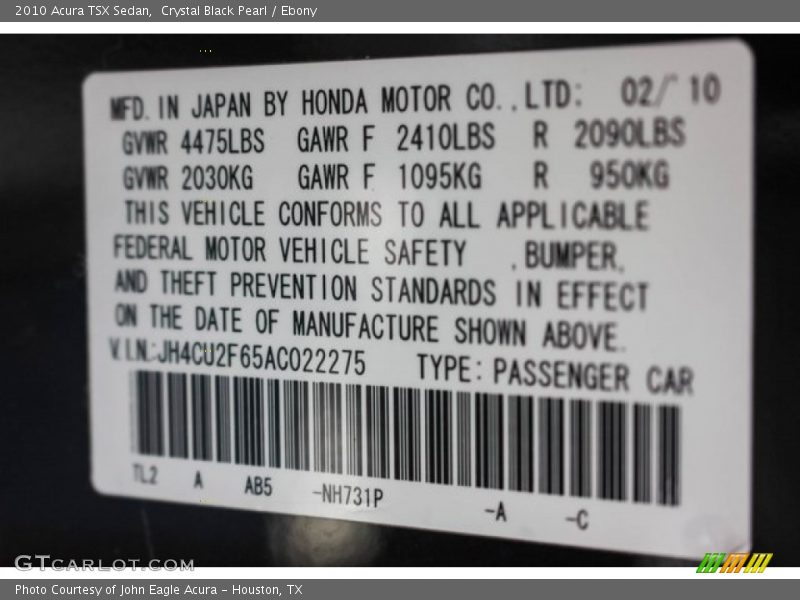 2010 Acura TSX Sedan, Crystal Black Pearl / Ebony
MFD. IN JAPAN BY HONDA MOTOR CO., LTD: 02/ 10
GVWR 4475LBS GAWR F 2410LBS R 2090LBS
GVWR 2030KG GAWR F 1095KG R 950KG
THIS VEHICLE CONFORMS TO ALL APPLICABLE
FEDERAL MOTOR VEHICLE SAFETY ,BUMPER,
AND THEFT PREVENTION STANDARDS IN EFFECT
ON THE DATE OF MANUFACTURE SHOWN ABOVE.
V.I.N.:JH4CU2F65AC022275 TYPE: PASSENGER CAR
TL2 A AB5 -NH731P -A -C
GTCARLOT.COM
Photo Courtesy of John Eagle Acura - Houston, TX